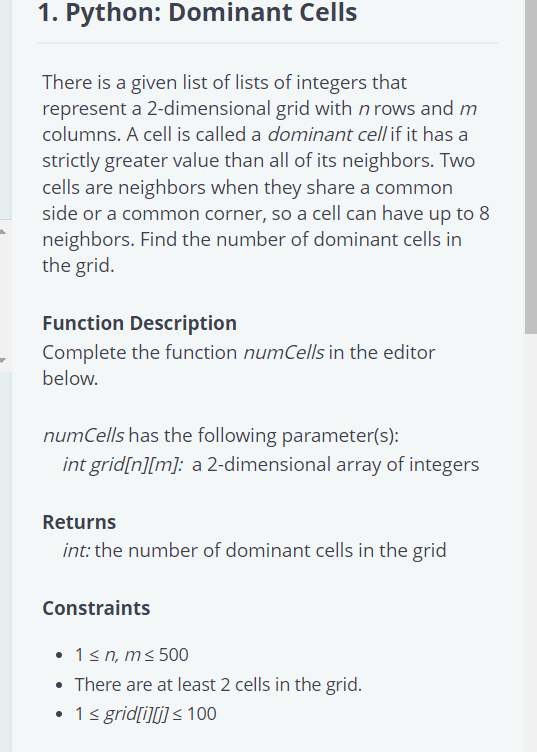 1. Python: Dominant Cells
There is a given list of lists of integers that
represent a 2-dimensional grid with n rows and m
columns. A cell is called a dominant cell if it has a
strictly greater value than all of its neighbors. Two
cells are neighbors when they share a common
side or a common corner, so a cell can have up to 8
neighbors. Find the number of dominant cells in
the grid.
Function Description
Complete the function numCells in the editor
below.
numCells has the following parameter(s):
int grid[n][m]: a 2-dimensional array of integers
Returns
int: the number of dominant cells in the grid
Constraints
• 1 ≤ n, m ≤ 500
• There are at least 2 cells in the grid.
• 1 ≤ grid[i][j] ≤ 100